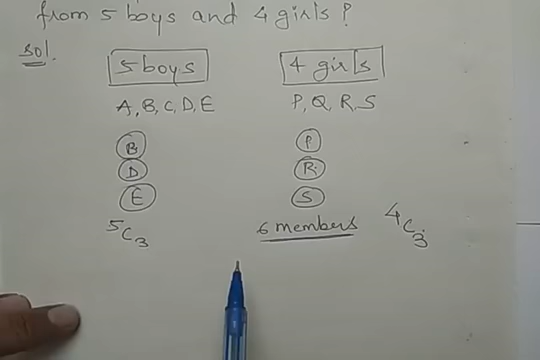 from 5 boys and 4 girls?
sol.
5 boys 4 girls
A, B, C, D, E P, Q, R, S
B P
D R
E S
⁵C₃ 6 members ⁴C₃